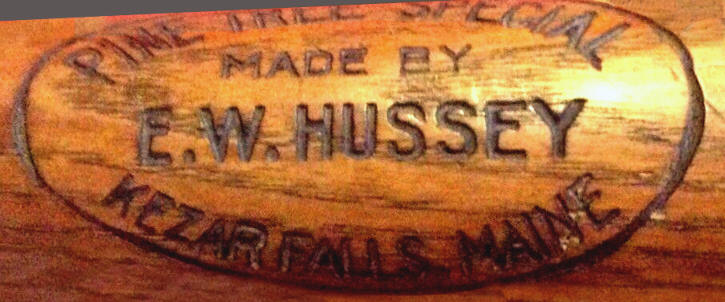 PINE TREE SPECIAL
MADE BY
E.W. HUSSEY
KEZAR FALLS, MAINE